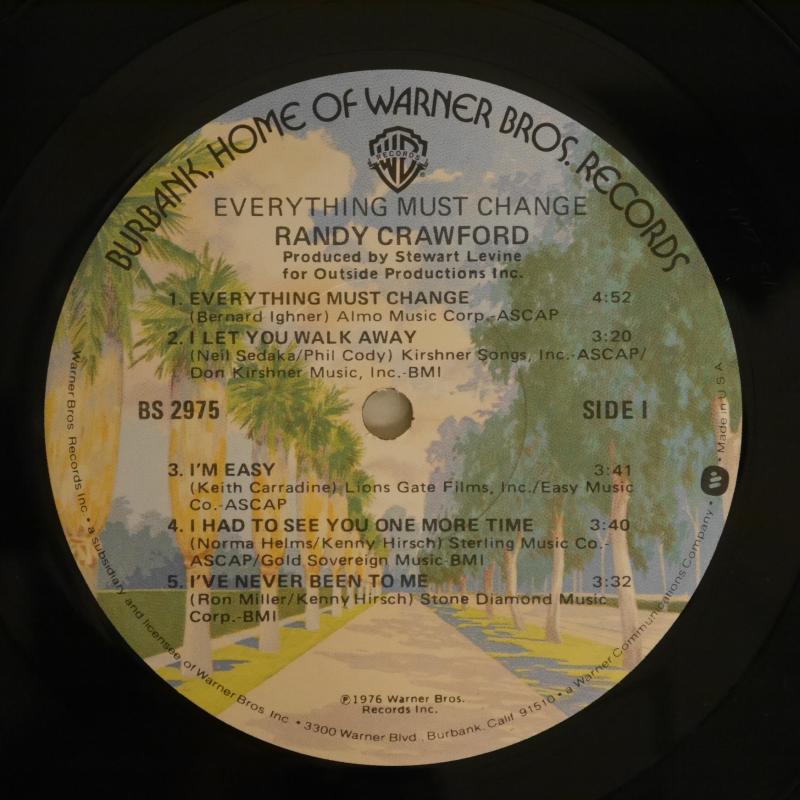 BURBANK, HOME OF WARNER BROS. RECORDS
WB
RECORDS
EVERYTHING MUST CHANGE
RANDY CRAWFORD
Produced by Stewart Levine
for Outside Productions Inc.
1. EVERYTHING MUST CHANGE 4:52
(Bernard Ighner) Almo Music Corp.-ASCAP
2. I LET YOU WALK AWAY 3:20
(Neil Sedaka/Phil Cody) Kirshner Songs, Inc.-ASCAP/
Don Kirshner Music, Inc.-BMI
BS 2975 SIDE I
3. I'M EASY 3:41
(Keith Carradine) Lions Gate Films, Inc./Easy Music
Co.-ASCAP
4. I HAD TO SEE YOU ONE MORE TIME 3:40
(Norma Helms/Kenny Hirsch) Sterling Music Co.-
ASCAP/Gold Sovereign Music-BMI
5. I'VE NEVER BEEN TO ME 3:32
(Ron Miller/Kenny Hirsch) Stone Diamond Music
Corp.-BMI
℗1976 Warner Bros.
Records Inc.
Warner Bros. Records Inc. • a subsidiary and licensee of Warner Bros. Inc. • 3300 Warner Blvd., Burbank, Calif. 91510 • a Warner Communications Company • Made in U.S.A.